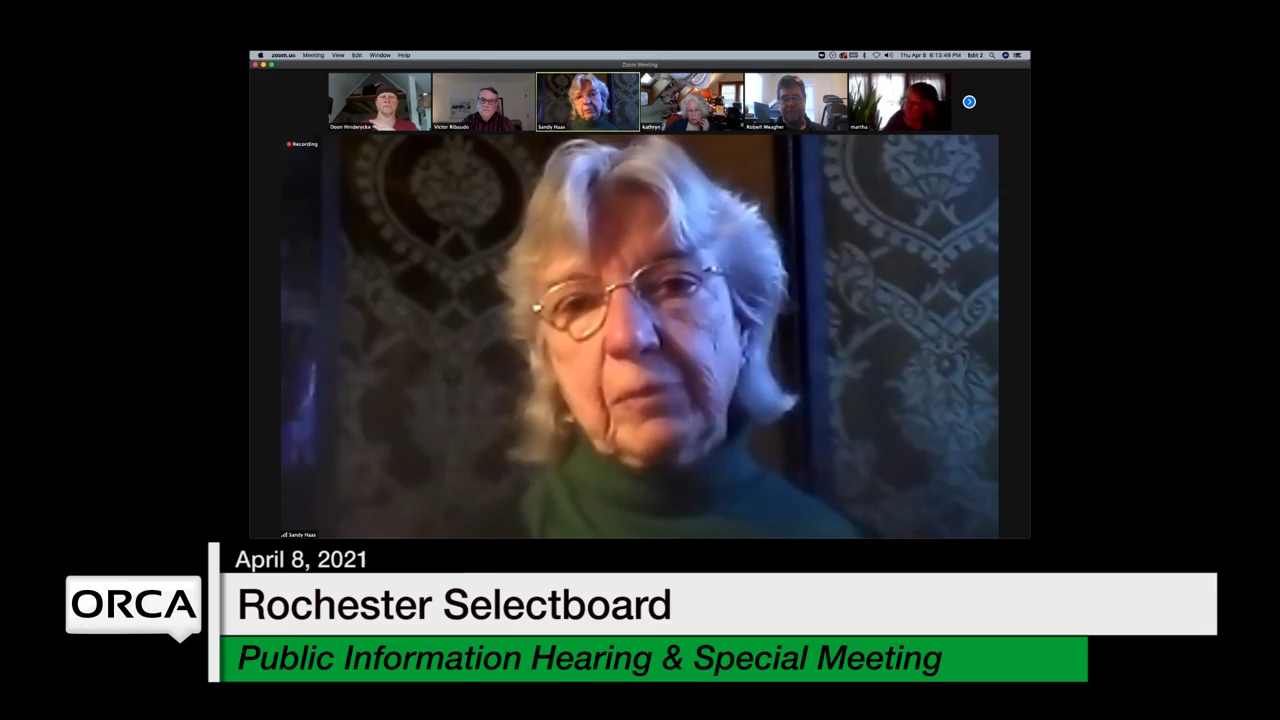 zoom.us Meeting View Edit Window Help Thu Apr 8 6:13:49 PM Edit 2
Zoom Meeting
Doon Hinderyckx Victor Ribaudo Sandy Haas kathryn Robert Meagher martha
Recording
Sandy Haas
April 8, 2021
ORCA
Rochester Selectboard
Public Information Hearing & Special Meeting